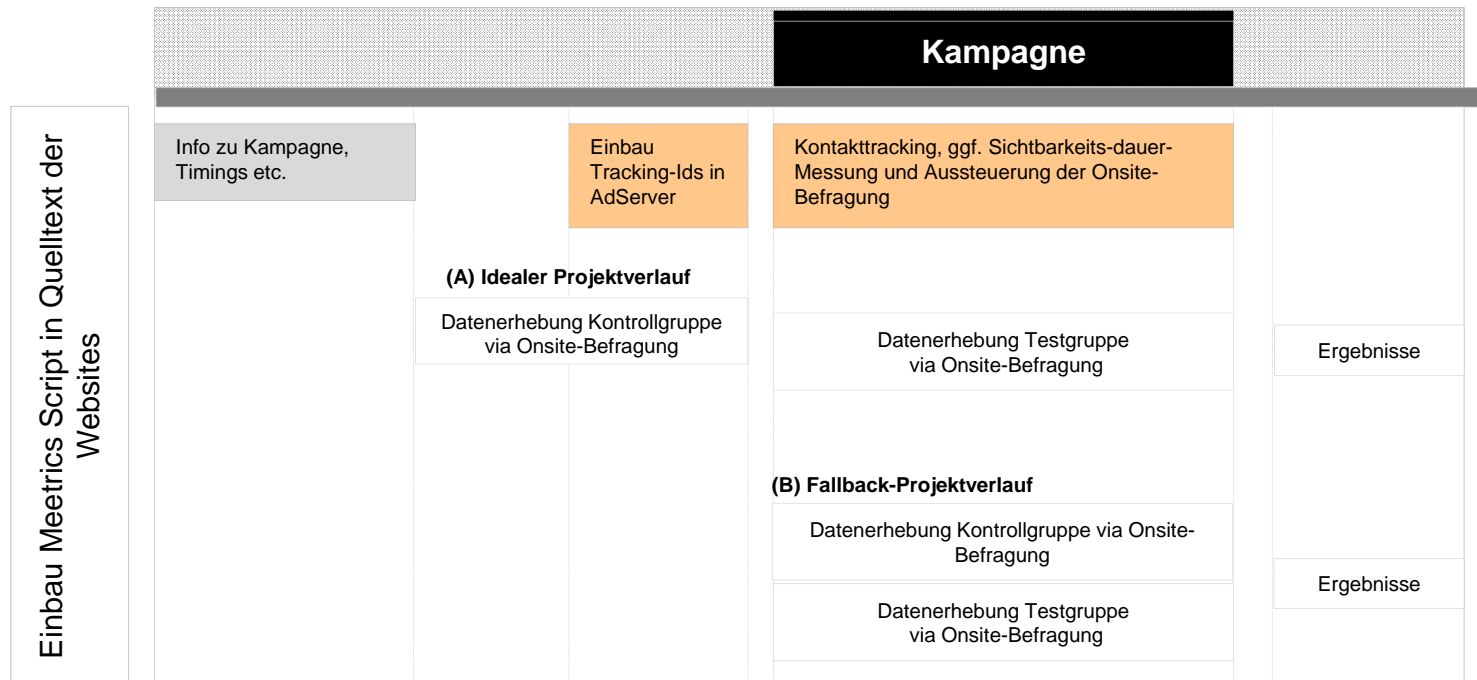 Kampagne
Einbau Meetrics Script in Quelltext der
Websites
Info zu Kampagne,
Timings etc.
Einbau
Tracking-Ids in
AdServer
Kontakttracking, ggf. Sichtbarkeits-dauer-
Messung und Aussteuerung der Onsite-
Befragung
(A) Idealer Projektverlauf
Datenerhebung Kontrollgruppe
via Onsite-Befragung
Datenerhebung Testgruppe
via Onsite-Befragung
Ergebnisse
(B) Fallback-Projektverlauf
Datenerhebung Kontrollgruppe via Onsite-
Befragung
Datenerhebung Testgruppe
via Onsite-Befragung
Ergebnisse